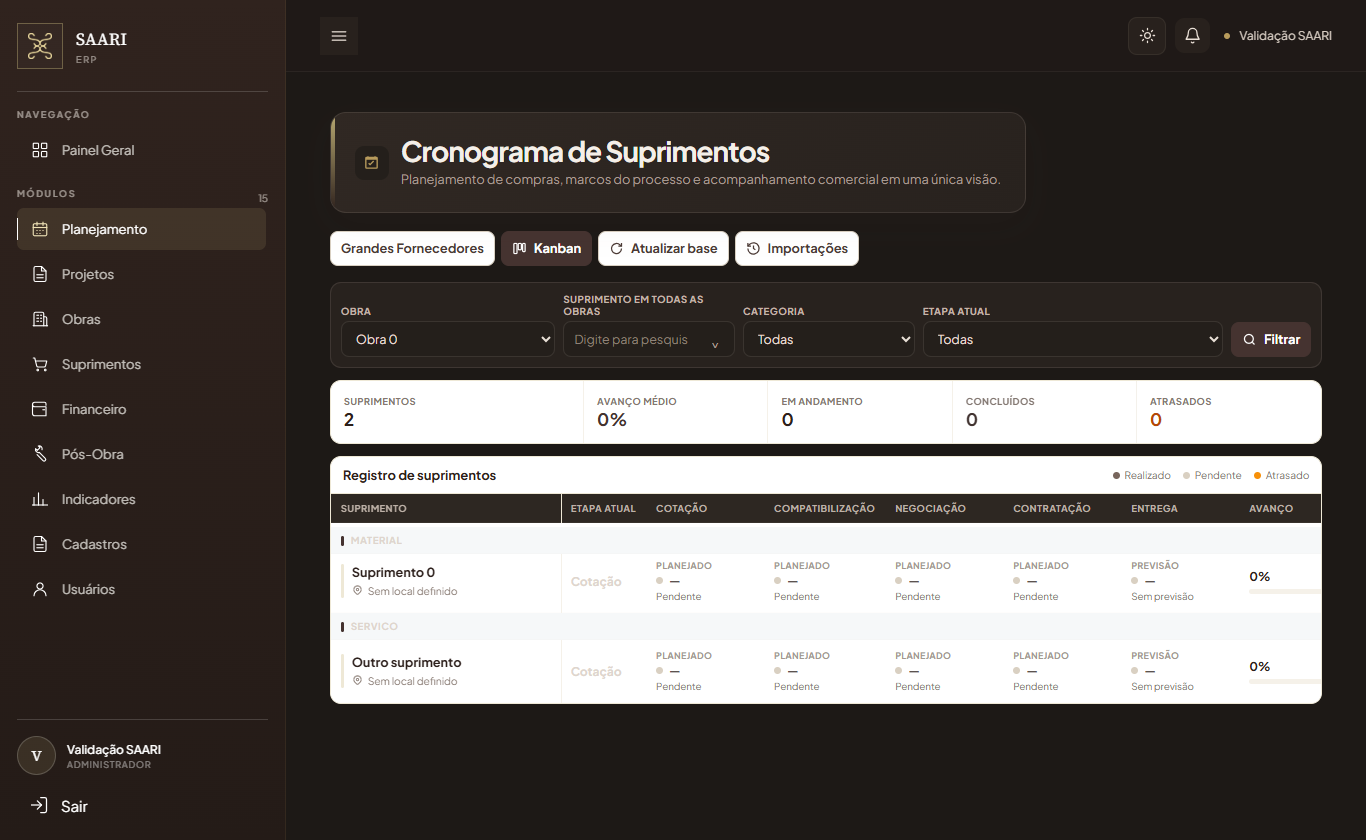 SAARI
ERP
NAVEGAÇÃO
Painel Geral
MÓDULOS
15
Planejamento
Projetos
Obras
Suprimentos
Financeiro
Pós-Obra
Indicadores
Cadastros
Usuários
V
Validação SAARI
ADMINISTRADOR
Sair
Validação SAARI
Cronograma de Suprimentos
Planejamento de compras, marcos do processo e acompanhamento comercial em uma única visão.
Grandes Fornecedores
Kanban
Atualizar base
Importações
OBRA
Obra 0
SUPRIMENTO EM TODAS AS
OBRAS
Digite para pesquis
CATEGORIA
Todas
ETAPA ATUAL
Todas
Filtrar
SUPRIMENTOS
2
AVANÇO MÉDIO
0%
EM ANDAMENTO
0
CONCLUÍDOS
0
ATRASADOS
0
Registro de suprimentos
Realizado
Pendente
Atrasado
SUPRIMENTO ETAPA ATUAL COTAÇÃO COMPATIBILIZAÇÃO NEGOCIAÇÃO CONTRATAÇÃO ENTREGA AVANÇO
MATERIAL
Suprimento 0
Sem local definido
Cotação
PLANEJADO
—
Pendente
PLANEJADO
—
Pendente
PLANEJADO
—
Pendente
PLANEJADO
—
Pendente
PREVISÃO
—
Sem previsão
0%
SERVICO
Outro suprimento
Sem local definido
Cotação
PLANEJADO
—
Pendente
PLANEJADO
—
Pendente
PLANEJADO
—
Pendente
PLANEJADO
—
Pendente
PREVISÃO
—
Sem previsão
0%